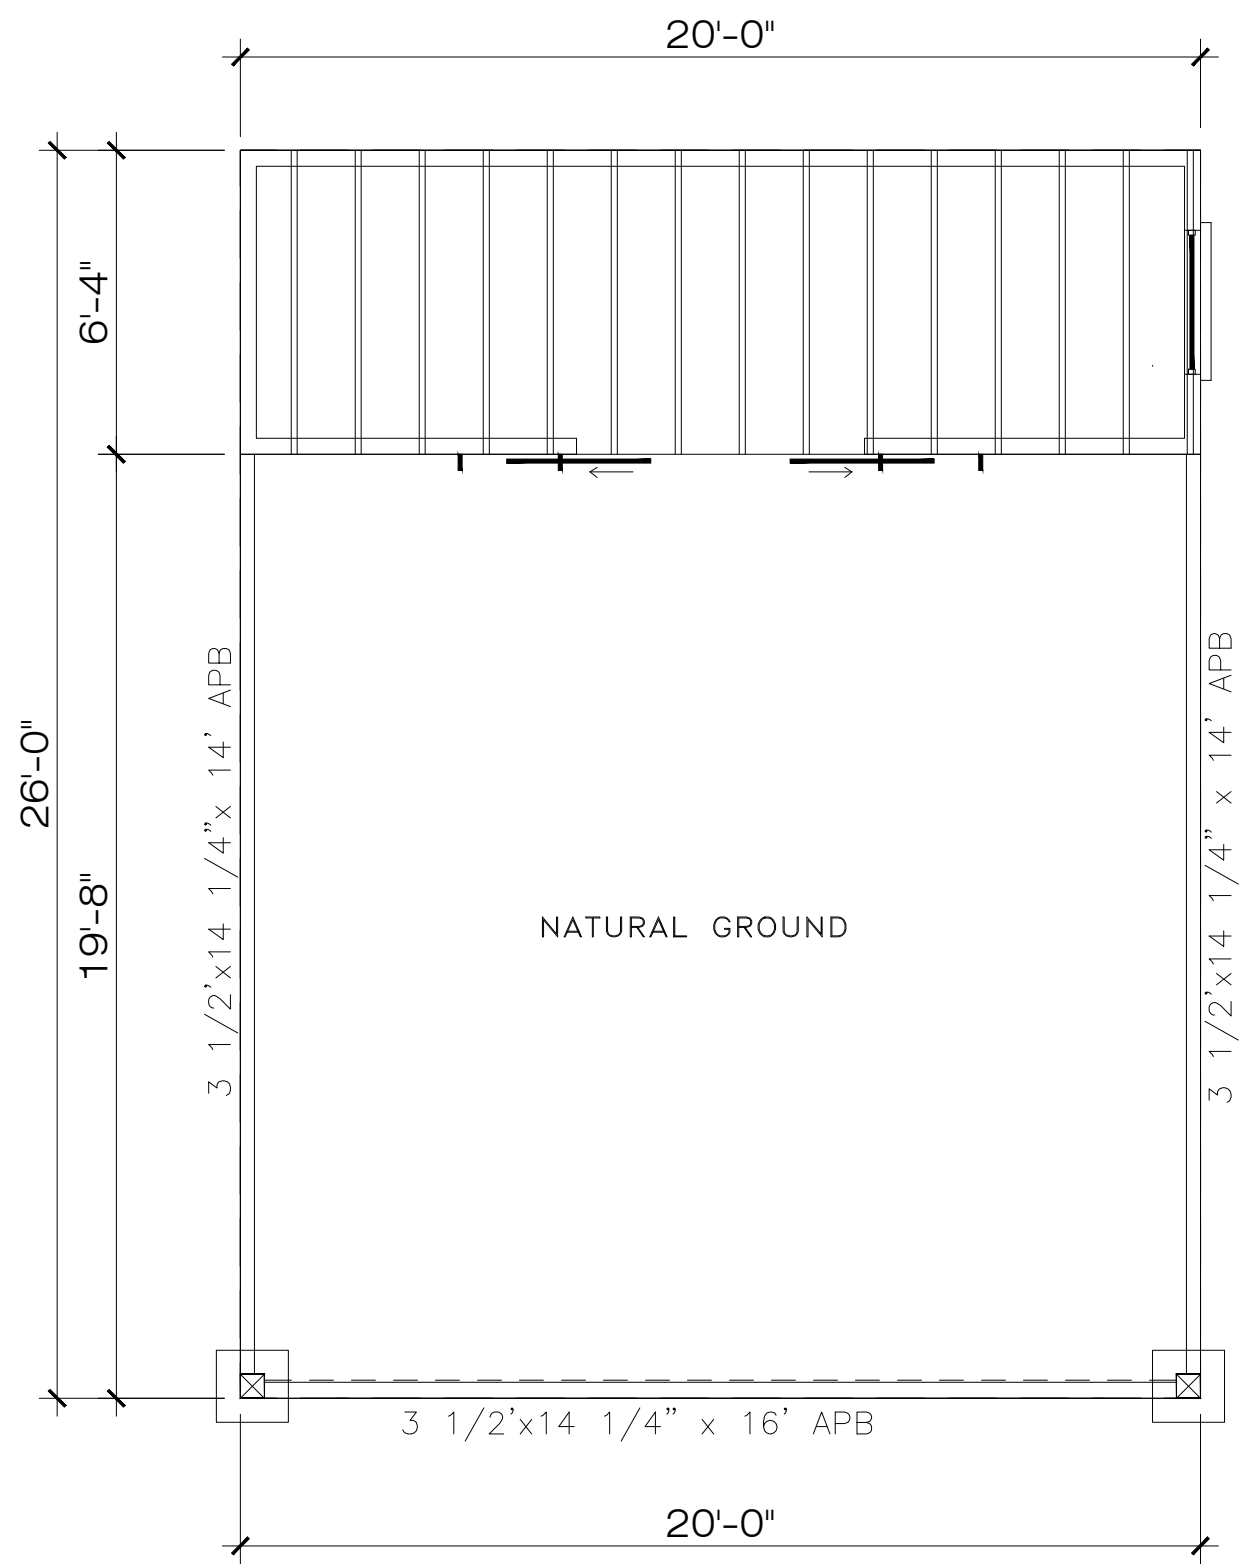 20'-0"
6'-4"
26'-0"
19'-8"
3 1/2'x14 1/4"x 14' APB
3 1/2'x14 1/4" x 14' APB
NATURAL GROUND
3 1/2'x14 1/4" x 16' APB
20'-0"